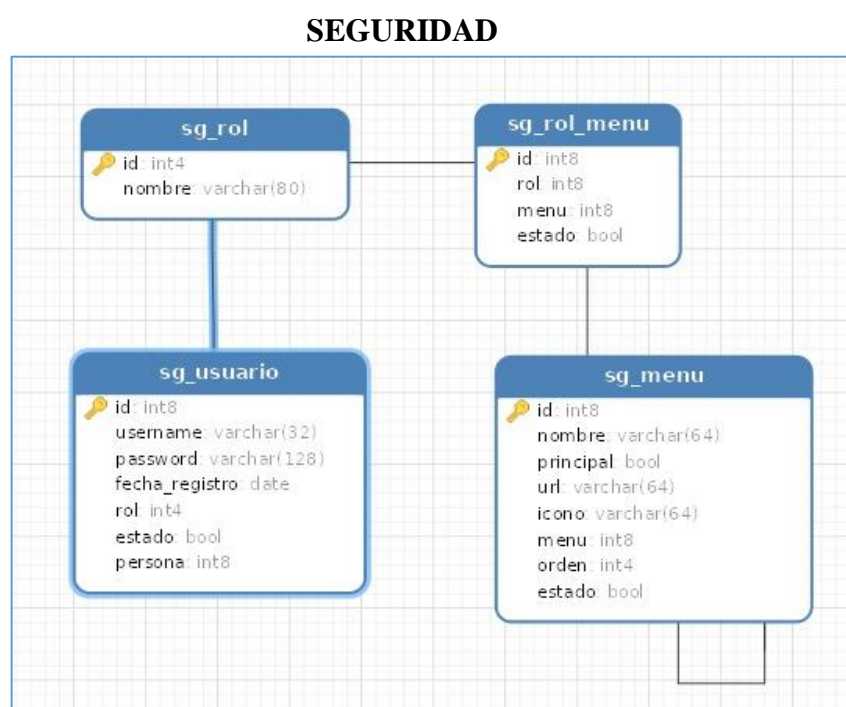 SEGURIDAD
sg_rol
id: int4
nombre: varchar(80)
sg_rol_menu
id: int8
rol: int8
menu: int8
estado: bool
sg_usuario
id: int8
username: varchar(32)
password: varchar(128)
fecha_registro: date
rol: int4
estado: bool
persona: int8
sg_menu
id: int8
nombre: varchar(64)
principal: bool
url: varchar(64)
icono: varchar(64)
menu: int8
orden: int4
estado: bool